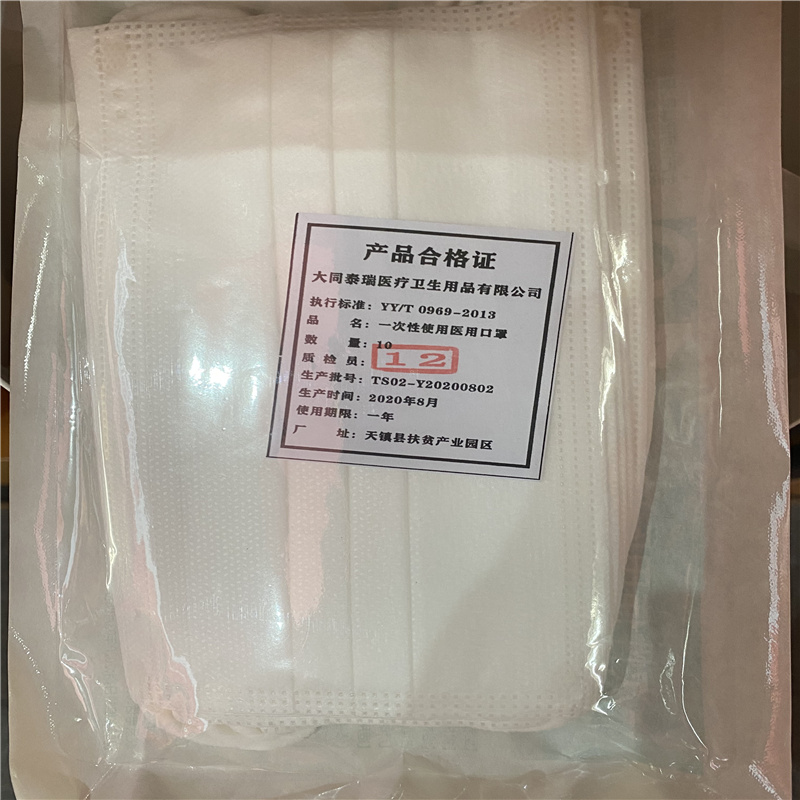 产品合格证
大同泰瑞医疗卫生用品有限公司
执行标准：YY/T 0969-2013
品 名：一次性使用医用口罩
数 量：10
质 检 员：12
生产批号：TS02-Y20200802
生产时间：2020年8月
使用期限：一年
厂 址：天镇县扶贫产业园区